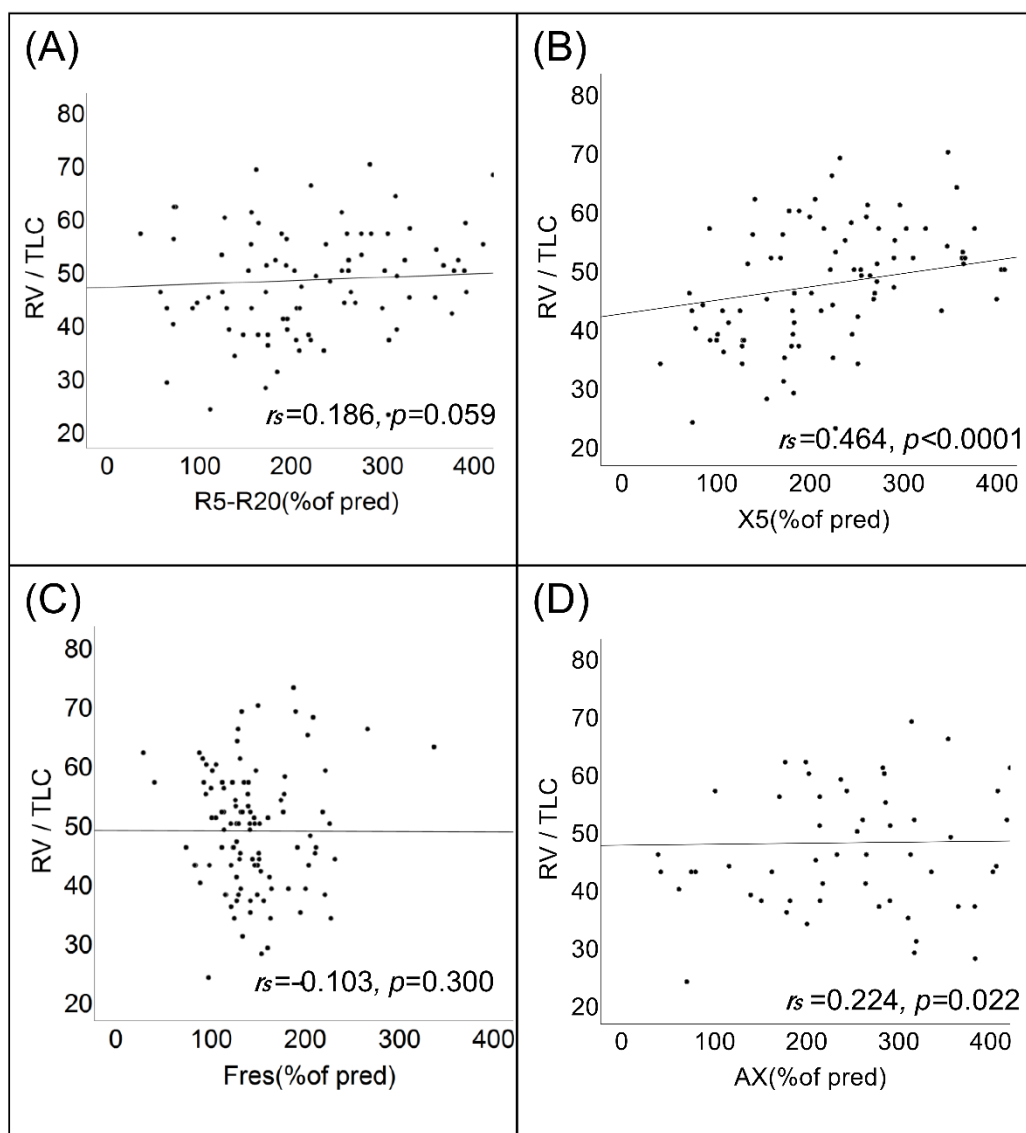 (A)
80
70
60
50
40
30
20
RV / TLC
rs=0.186, p=0.059
0 100 200 300 400
R5-R20(%of pred)
(B)
80
70
60
50
40
30
20
RV / TLC
rs=0.464, p<0.0001
0 100 200 300 400
X5(%of pred)
(C)
80
70
60
50
40
30
20
RV / TLC
rs=-0.103, p=0.300
0 100 200 300 400
Fres(%of pred)
(D)
80
70
60
50
40
30
20
RV / TLC
rs=0.224, p=0.022
0 100 200 300 400
AX(%of pred)